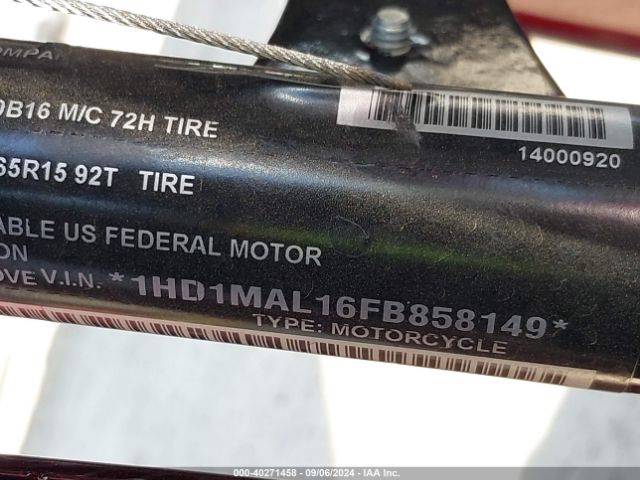 0B16 M/C 72H TIRE
14000920
65R15 92T TIRE
ABLE US FEDERAL MOTOR
ION
OVE V.I.N. *1HD1MAL16FB858149*
TYPE: MOTORCYCLE
000-40271458 - 09/06/2024 - IAA Inc.